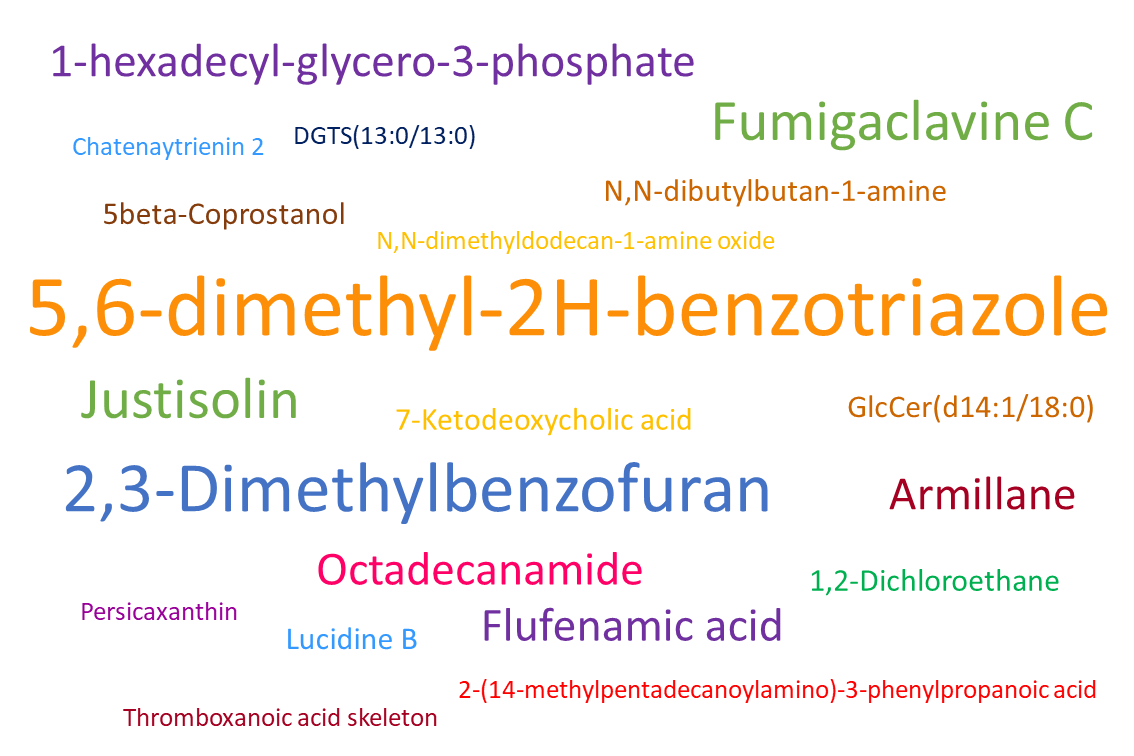 1-hexadecyl-glycero-3-phosphate
Fumigaclavine C
Chatenaytrienin 2
DGTS(13:0/13:0)
N,N-dibutylbutan-1-amine
5beta-Coprostanol
N,N-dimethyldodecan-1-amine oxide
5,6-dimethyl-2H-benzotriazole
Justisolin
7-Ketodeoxycholic acid
GlcCer(d14:1/18:0)
2,3-Dimethylbenzofuran
Armillane
Octadecanamide
1,2-Dichloroethane
Persicaxanthin
Lucidine B
Flufenamic acid
2-(14-methylpentadecanoylamino)-3-phenylpropanoic acid
Thromboxanoic acid skeleton